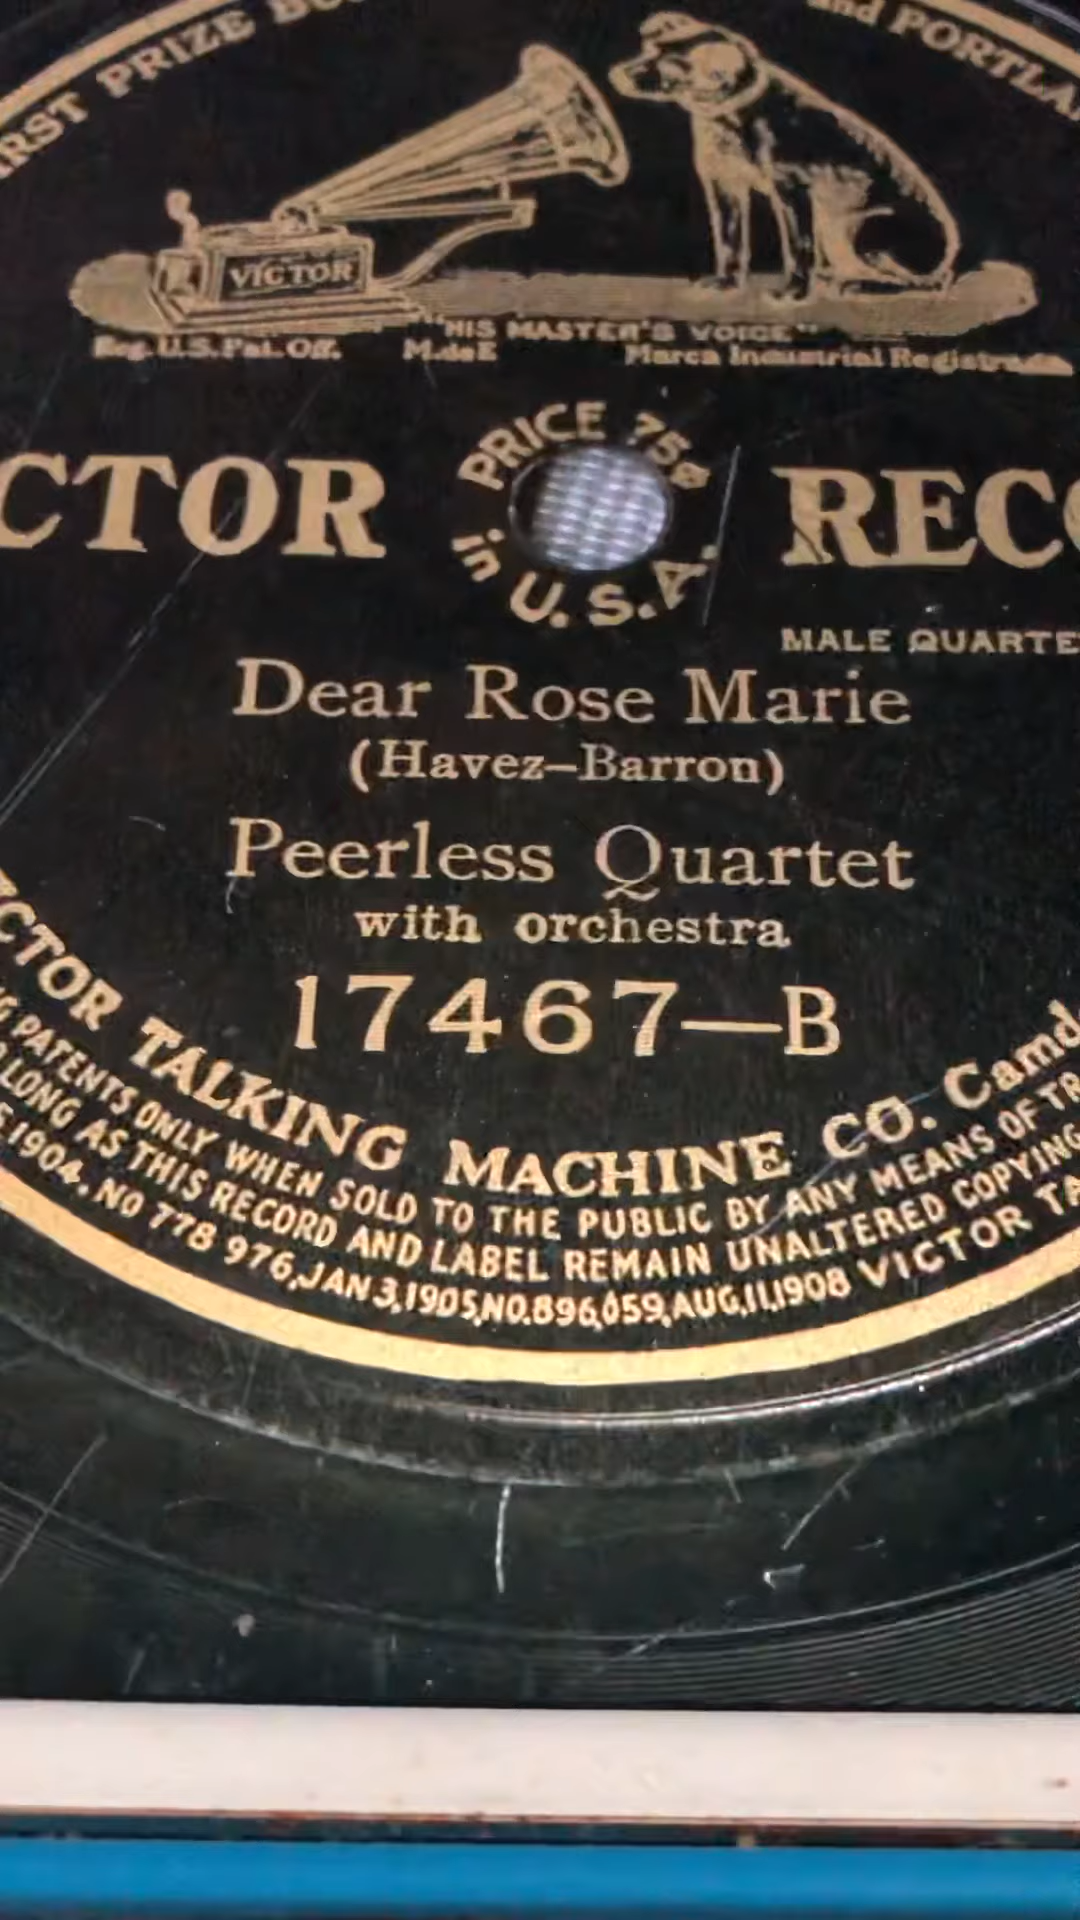 FIRST PRIZE
and PORTLA
VICTOR
"HIS MASTER'S VOICE"
Reg. U.S. Pat. Off. M. de E Marca Industrial Registrada
CTOR
PRICE 75¢
in U.S.A.
RECO
MALE QUARTE
Dear Rose Marie
(Havez–Barron)
Peerless Quartet
with orchestra
17467—B
CTOR TALKING MACHINE CO. Camd
G PATENTS ONLY WHEN SOLD TO THE PUBLIC BY ANY MEANS OF TR
LONG AS THIS RECORD AND LABEL REMAIN UNALTERED COPYING
1904. NO 778 976, JAN 3, 1905, NO. 896,059, AUG, 11, 1908 VICTOR TA